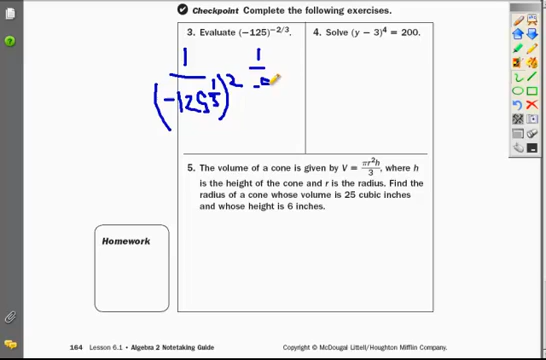 Checkpoint Complete the following exercises.
3. Evaluate (−125)^−2/3.
1
(−125^1/3)^2
1
-5
4. Solve (y − 3)^4 = 200.
5. The volume of a cone is given by V = πr²h/3, where h
is the height of the cone and r is the radius. Find the
radius of a cone whose volume is 25 cubic inches
and whose height is 6 inches.
Homework
164 Lesson 6.1 • Algebra 2 Notetaking Guide
Copyright © McDougal Littell/Houghton Mifflin Company.